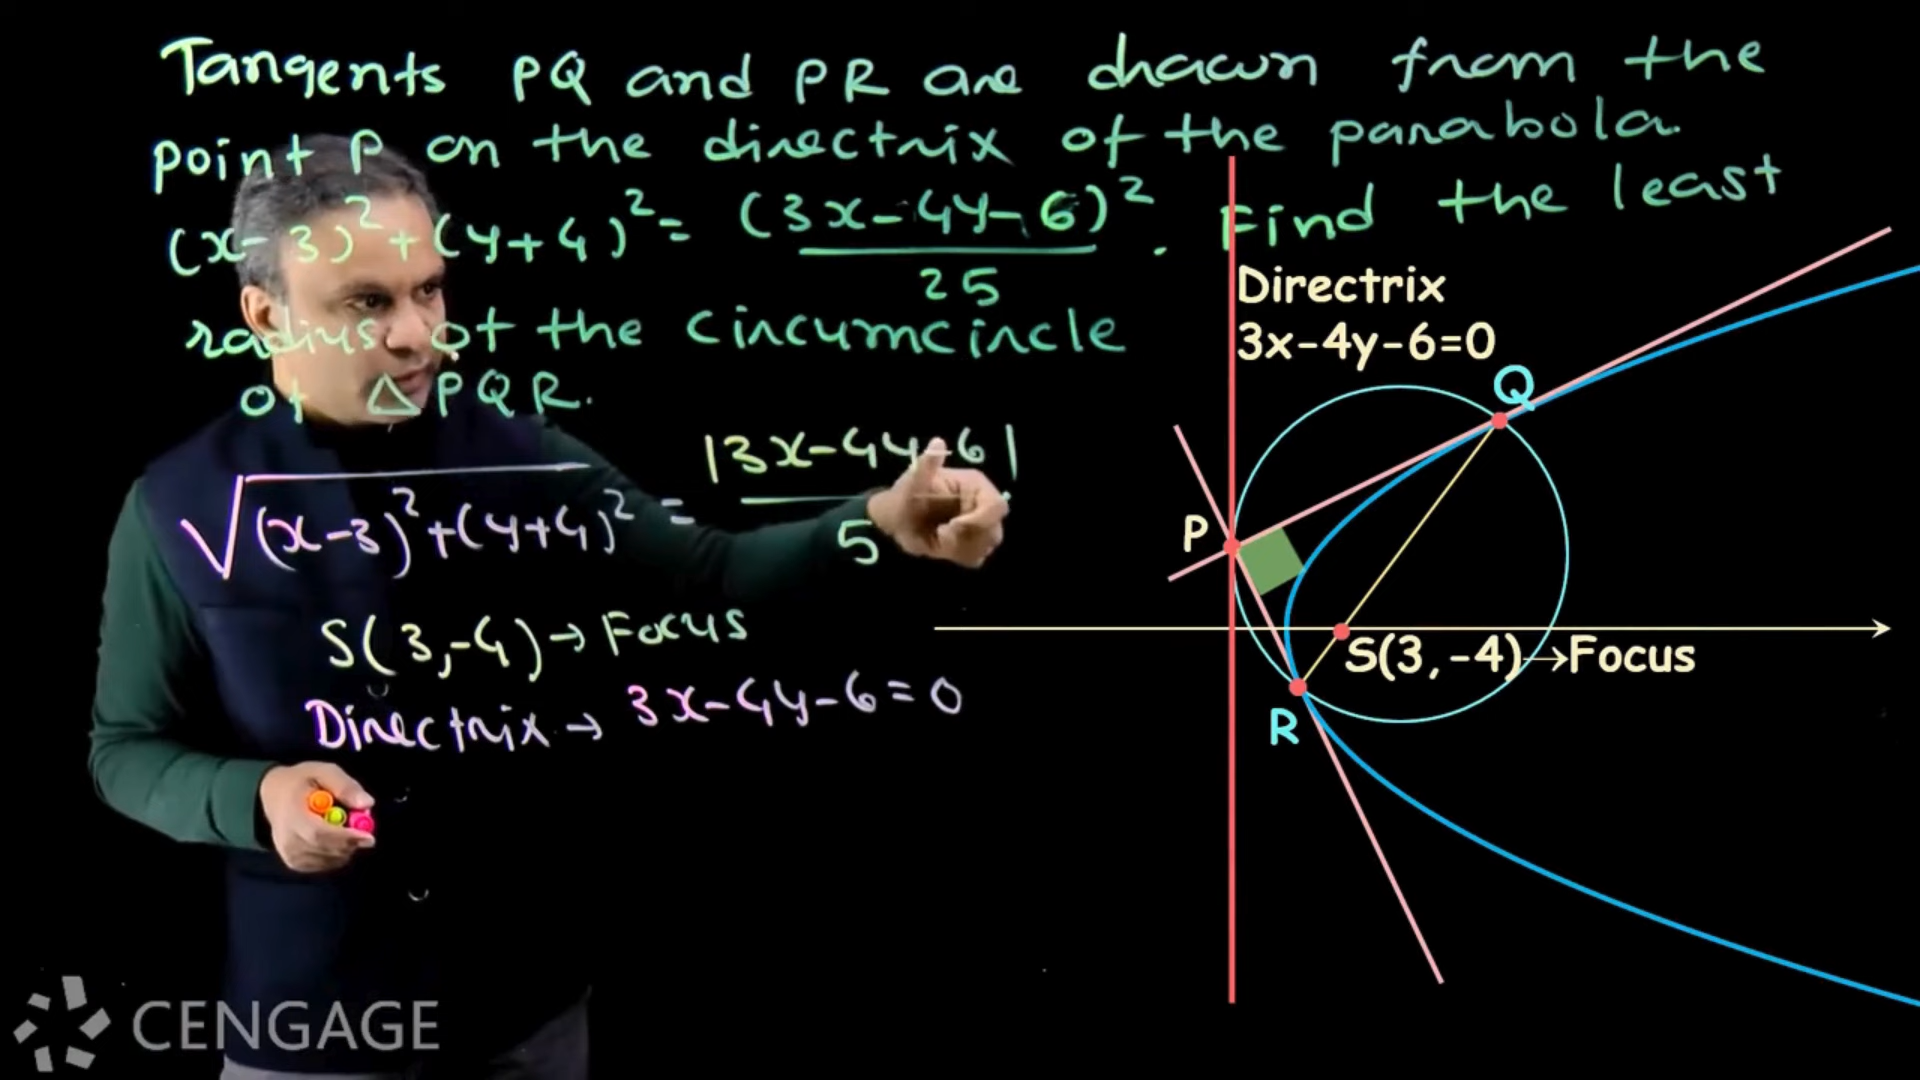 Tangents PQ and PR are drawn from the
point P on the directrix of the parabola
(x-3)²+(y+4)²= (3x-4y-6)²/25 . Find the least
radius of the circumcircle
of △PQR.
√(x-3)²+(y+4)² = |3x-4y-6|/5
S(3,-4)→Focus
Directrix → 3x-4y-6=0
Directrix
3x-4y-6=0
Q
P
S(3,-4)→Focus
R
CENGAGE